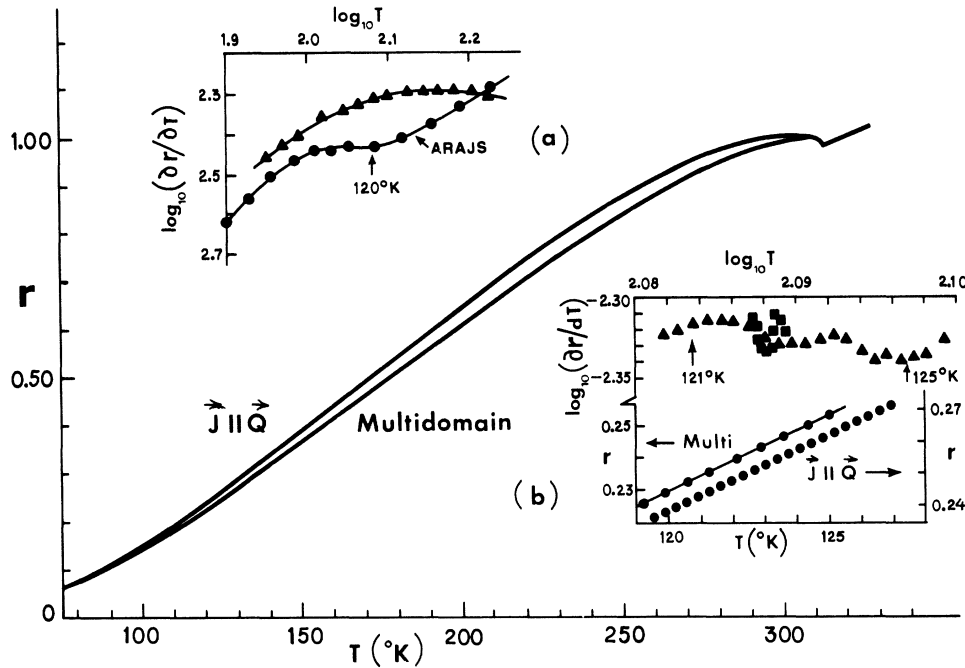 log₁₀T
1.9 2.0 2.1 2.2
2.3
2.5
2.7
log₁₀(∂r/∂T)
ARAJS
120°K
(a)
1.00
0.50
0
r
J⃗ || Q⃗
Multidomain
100 150 200 250 300
T (°K)
log₁₀T
2.08 2.09 2.10
-2.30
-2.35
log₁₀(∂r/dT)
121°K
125°K
0.25
0.23
r
Multi
J⃗ || Q⃗
0.27
0.24
r
120 125
T (°K)
(b)